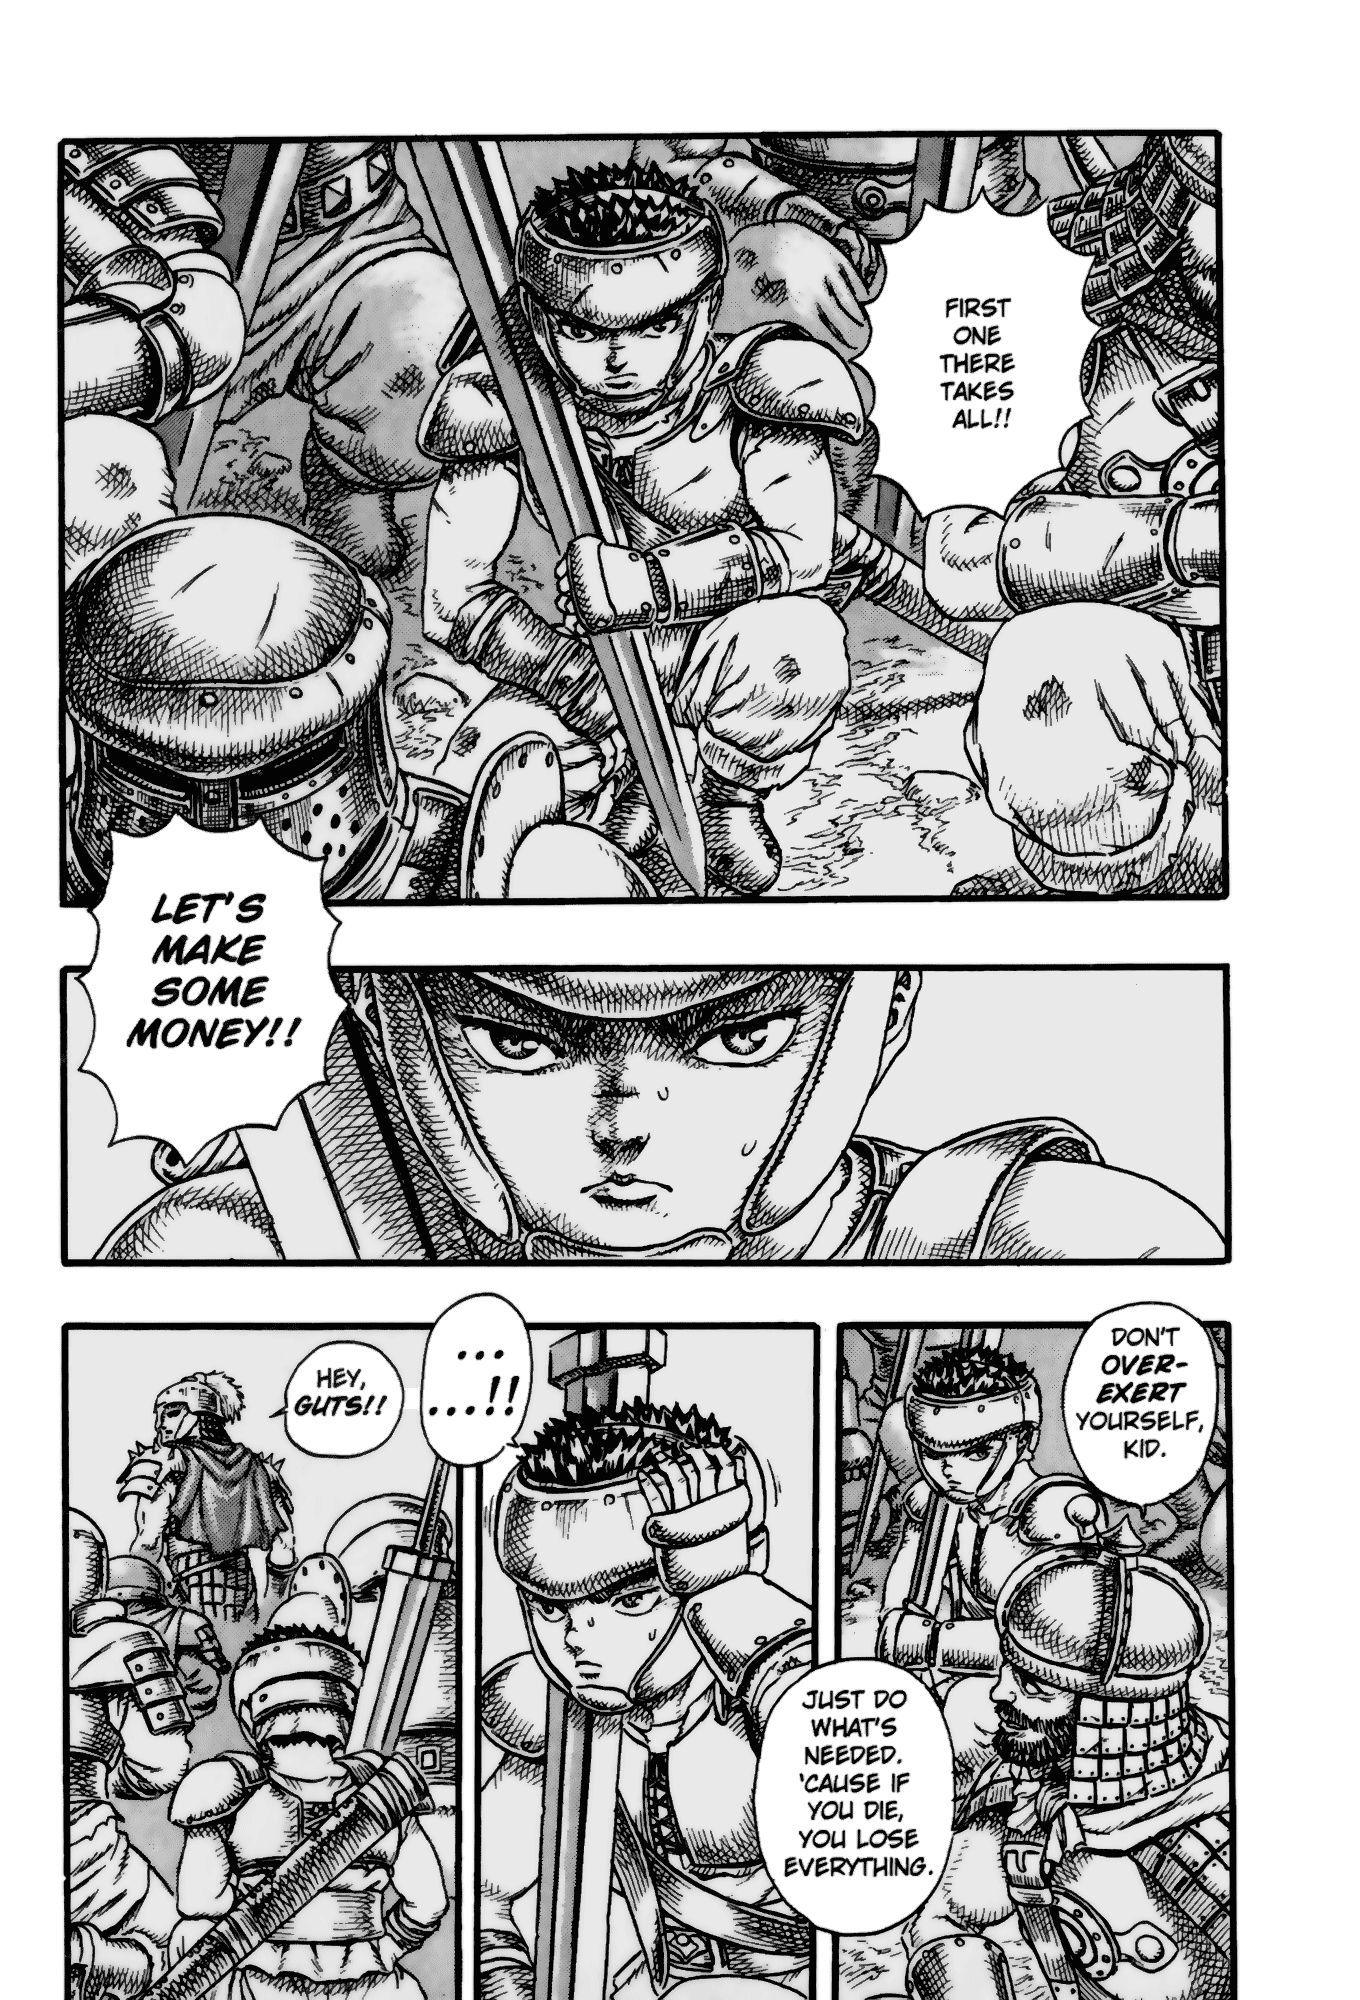 FIRST
ONE
THERE
TAKES
ALL!!
LET'S
MAKE
SOME
MONEY!!
DON'T
OVER-
EXERT
YOURSELF,
KID.
JUST DO
WHAT'S
NEEDED.
'CAUSE IF
YOU DIE,
YOU LOSE
EVERYTHING.
...
...!!
HEY,
GUTS!!